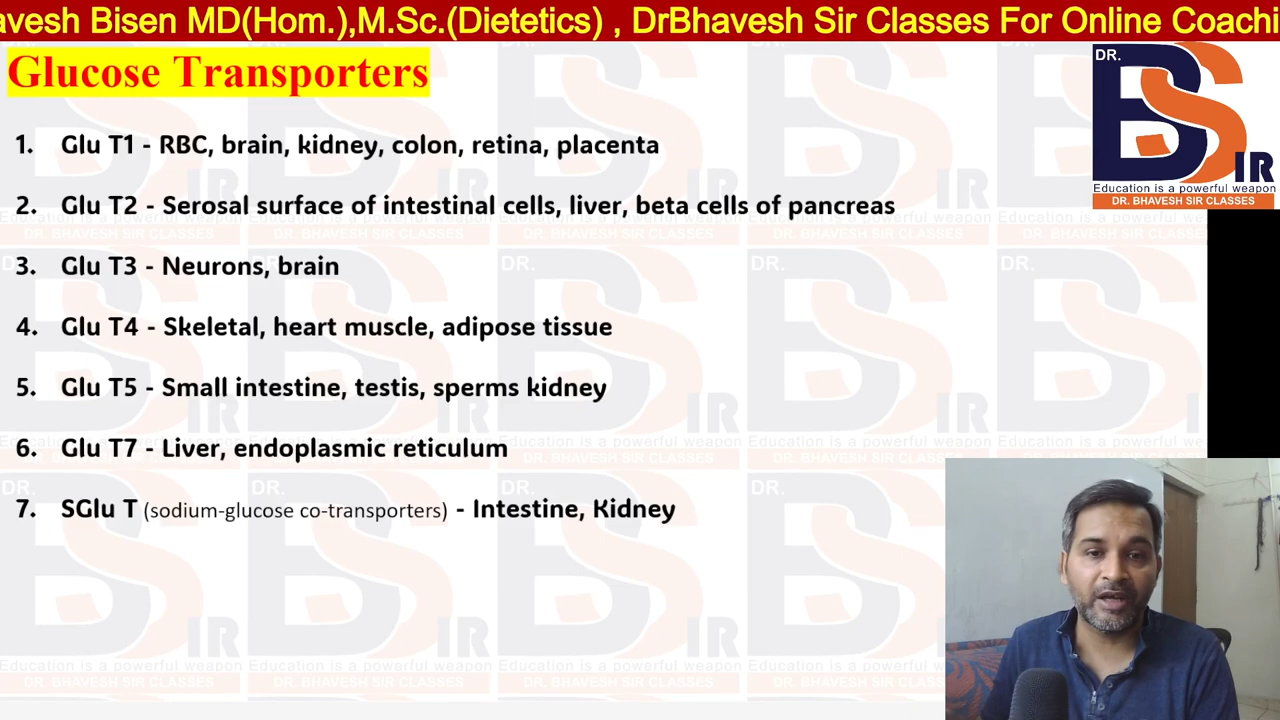 avesh Bisen MD(Hom.),M.Sc.(Dietetics) , DrBhavesh Sir Classes For Online Coachi
Glucose Transporters
DR.
BS
IR
Education is a powerful weapon
DR. BHAVESH SIR CLASSES
1. Glu T1 - RBC, brain, kidney, colon, retina, placenta
2. Glu T2 - Serosal surface of intestinal cells, liver, beta cells of pancreas
3. Glu T3 - Neurons, brain
4. Glu T4 - Skeletal, heart muscle, adipose tissue
5. Glu T5 - Small intestine, testis, sperms kidney
6. Glu T7 - Liver, endoplasmic reticulum
7. SGlu T (sodium-glucose co-transporters) - Intestine, Kidney